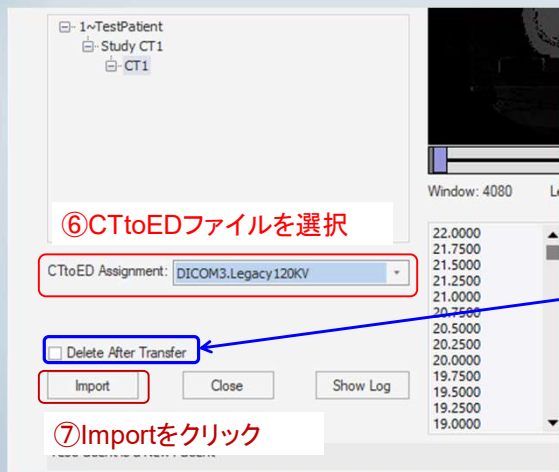 1~TestPatient
Study CT1
CT1
Window: 4080
⑥CTtoEDファイルを選択
CTtoED Assignment: DICOM3.Legacy120KV
22.0000
21.7500
21.5000
21.2500
21.0000
20.7500
20.5000
20.2500
20.0000
19.7500
19.5000
19.2500
19.0000
Delete After Transfer
Import
Close
Show Log
⑦Importをクリック